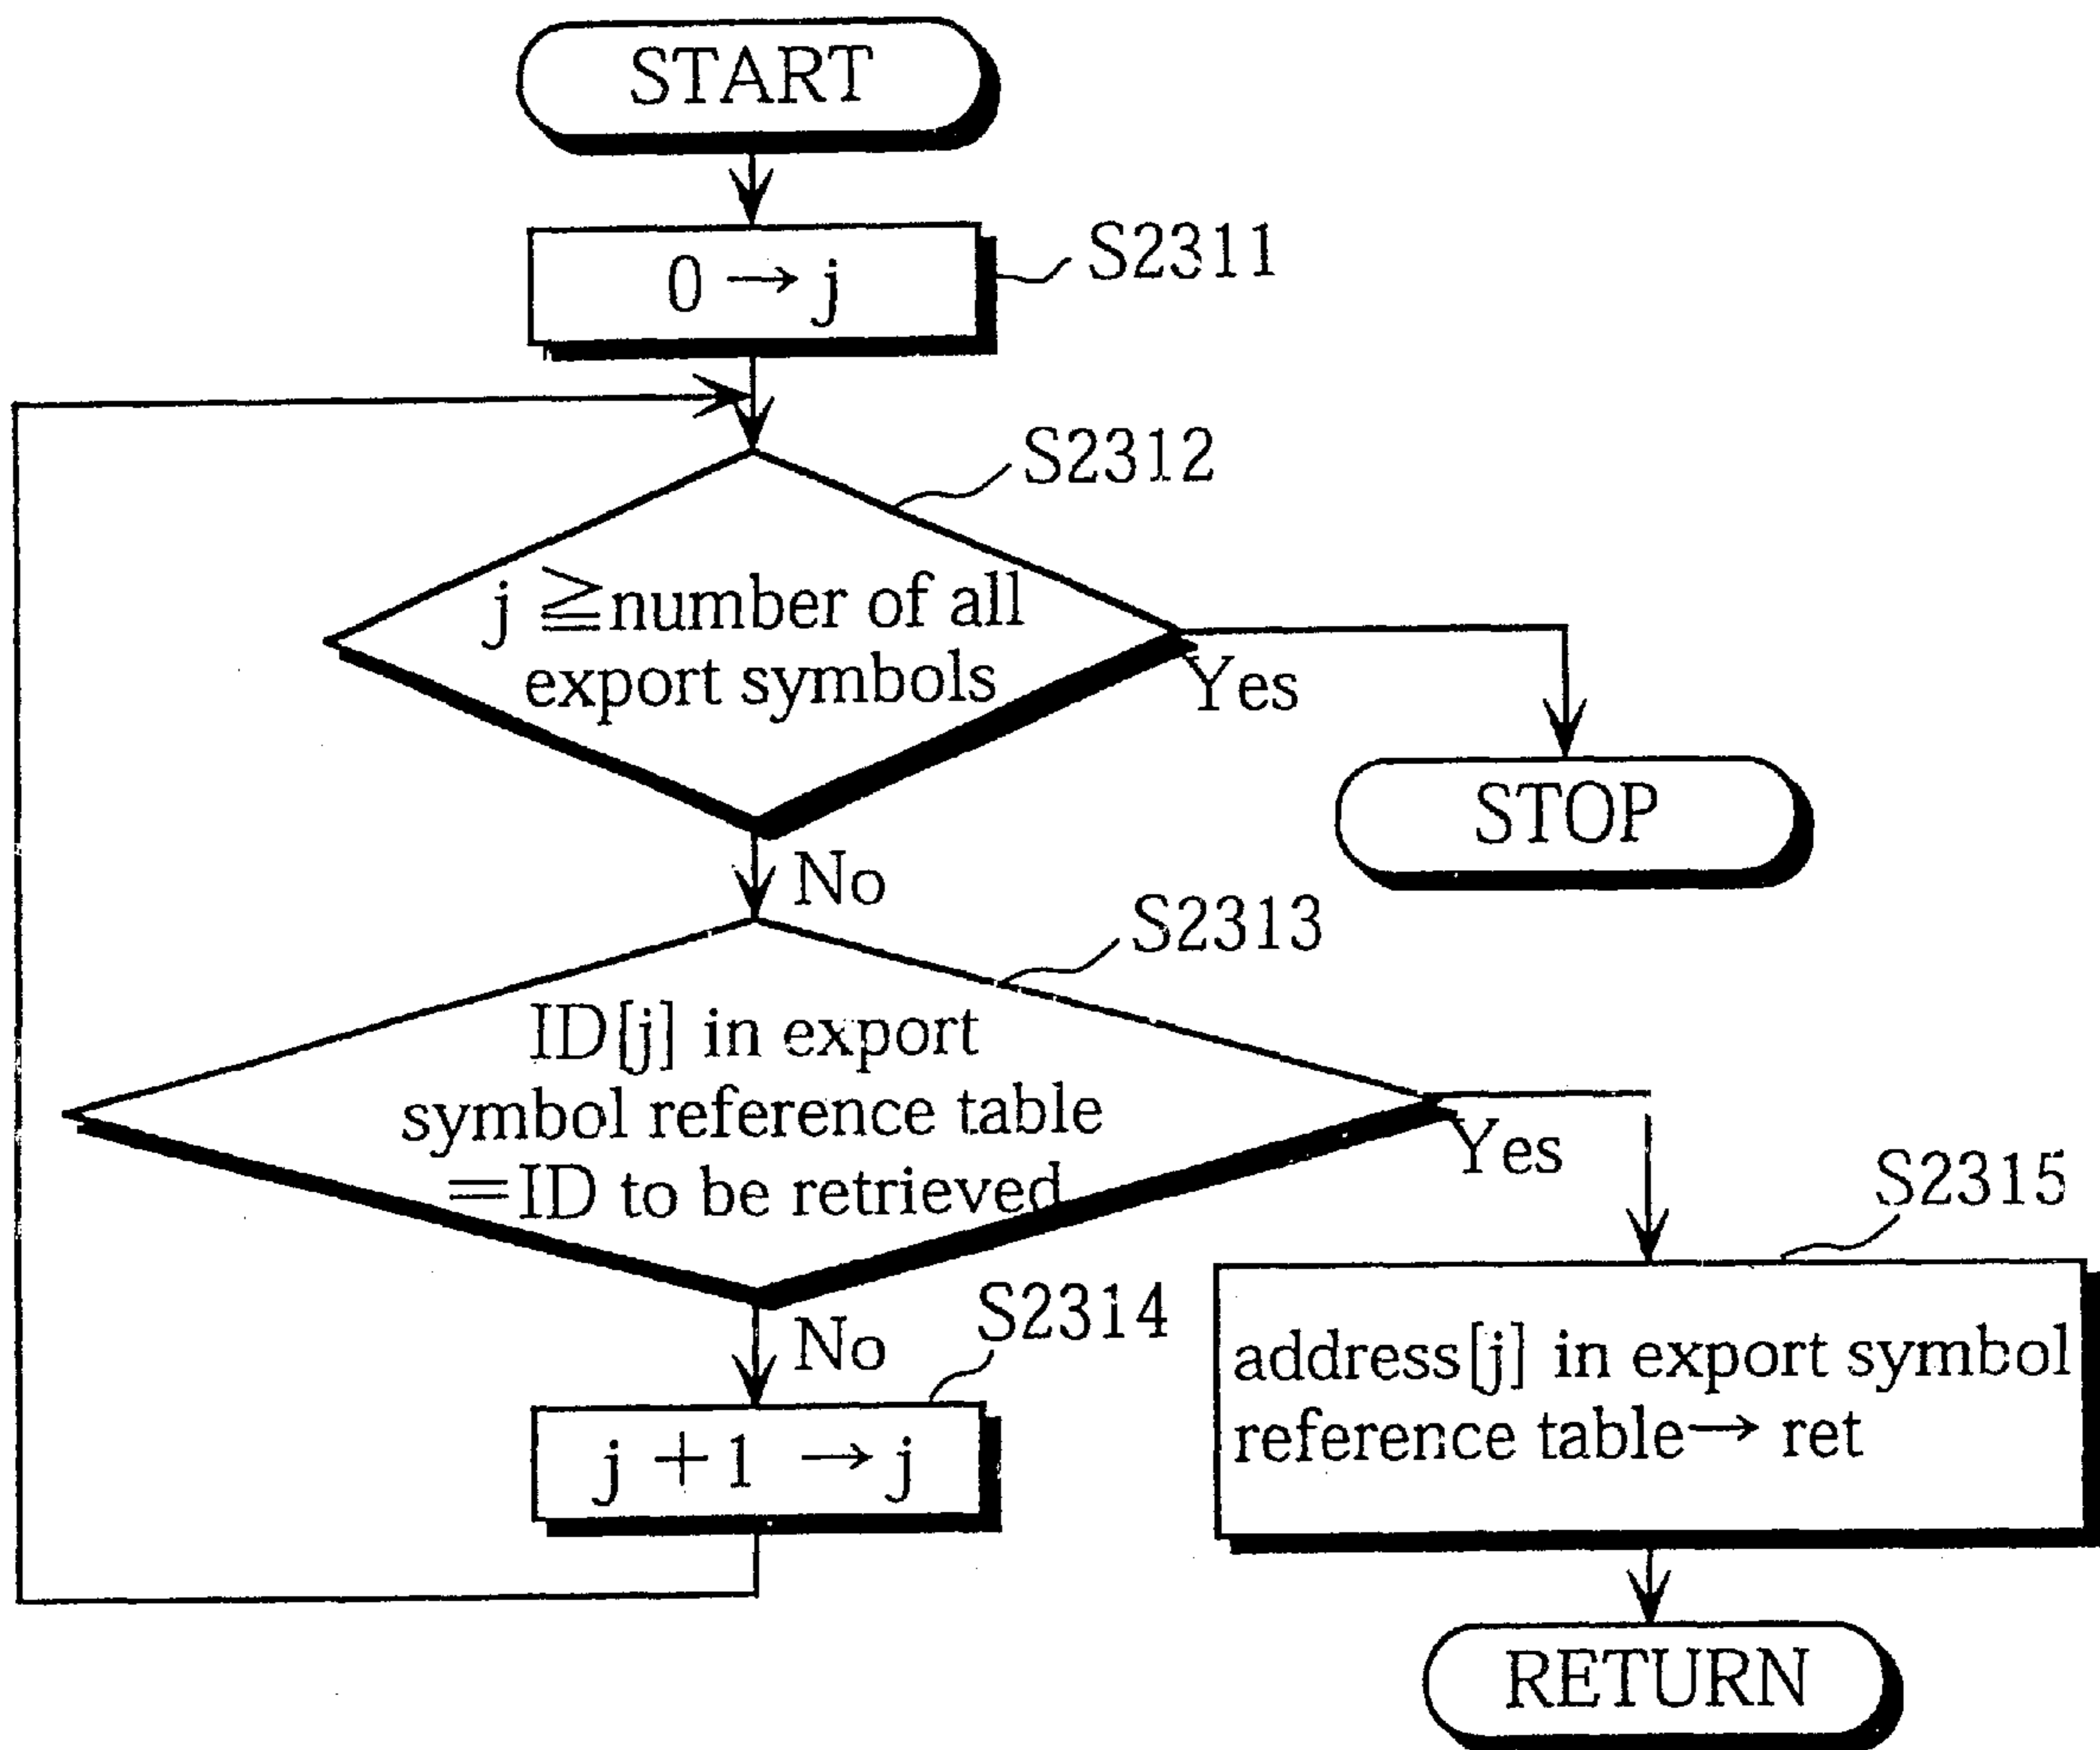 START
0 → j
S2311
S2312
j ≧number of all
export symbols
Yes
STOP
No
S2313
ID[j] in export
symbol reference table
=ID to be retrieved
Yes
S2315
No
S2314
address[j] in export symbol
reference table→ ret
j +1 → j
RETURN